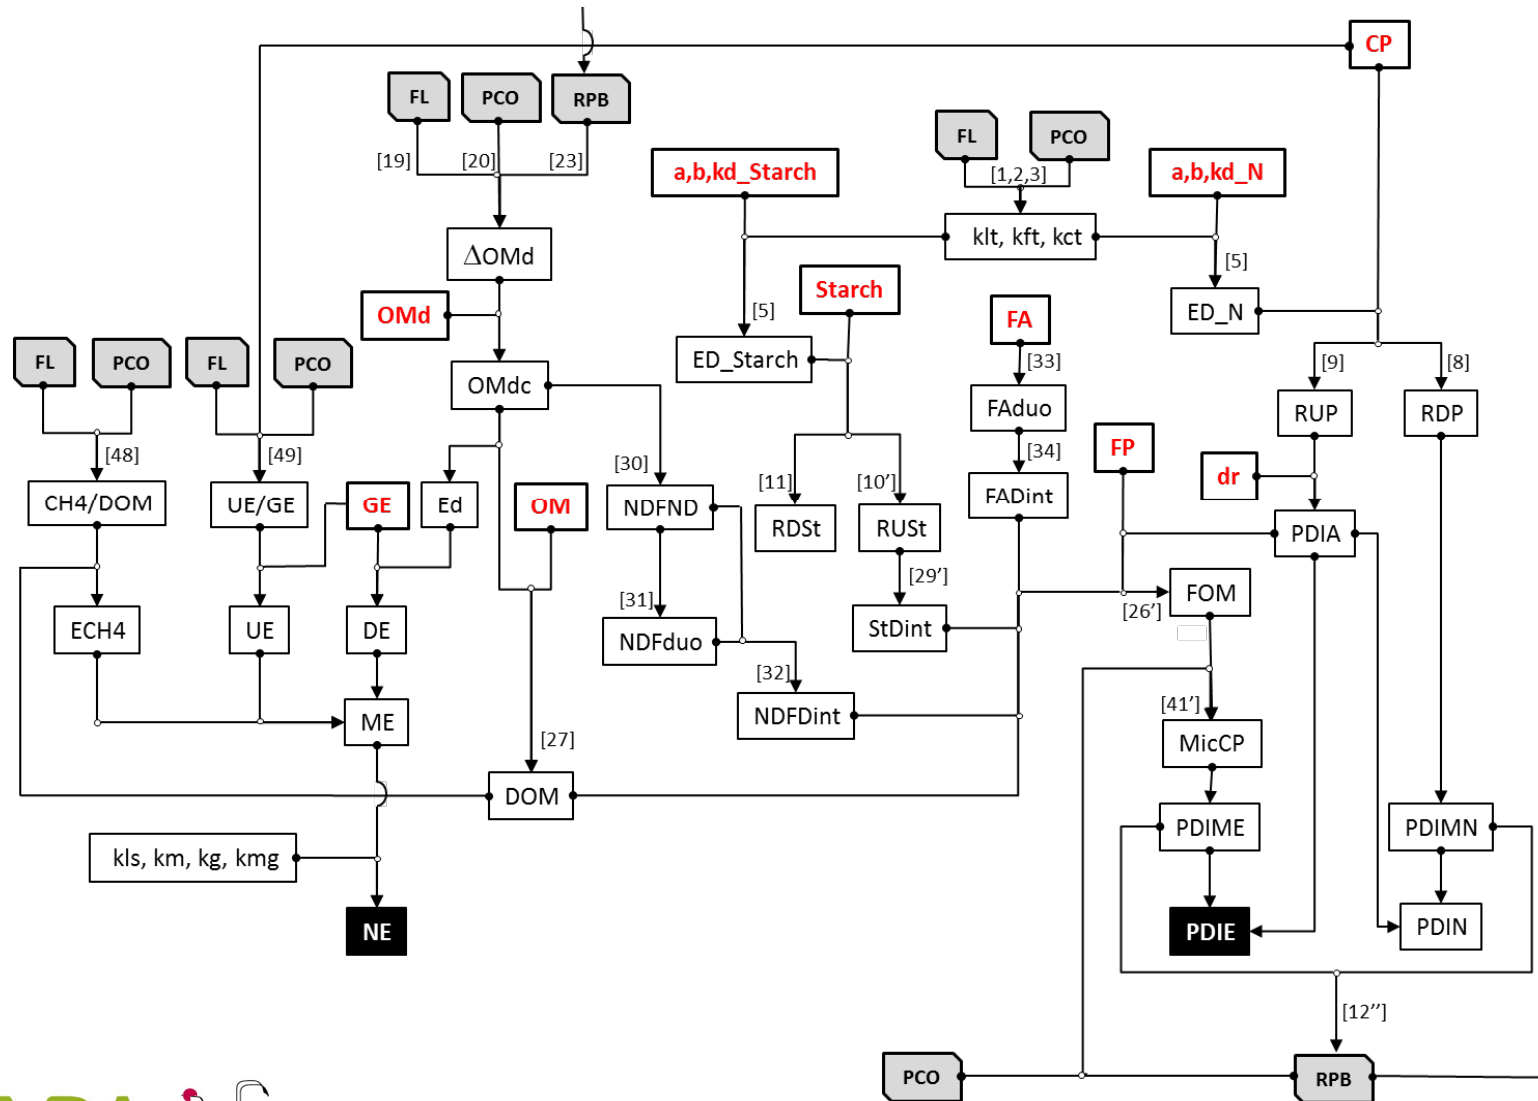 CP
FL PCO RPB
[19] [20] [23]
FL PCO
[1,2,3]
a,b,kd_Starch
a,b,kd_N
klt, kft, kct
ΔOMd
[5]
Starch
ED_N
OMd
[5]
FA
FL PCO FL PCO
ED_Starch
[33]
[9] [8]
OMdc
FAduo
RUP RDP
[48] [49]
[30]
[34]
FP
dr
[11] [10’]
CH4/DOM UE/GE GE Ed OM NDFND
FADint
RDSt RUSt
PDIA
[29’]
FOM
[31]
[26’]
ECH4 UE DE NDFduo StDint
[32]
[41’]
ME
NDFDint
[27]
MicCP
DOM
PDIME PDIMN
kls, km, kg, kmg
NE
PDIE PDIN
[12’’]
PCO RPB